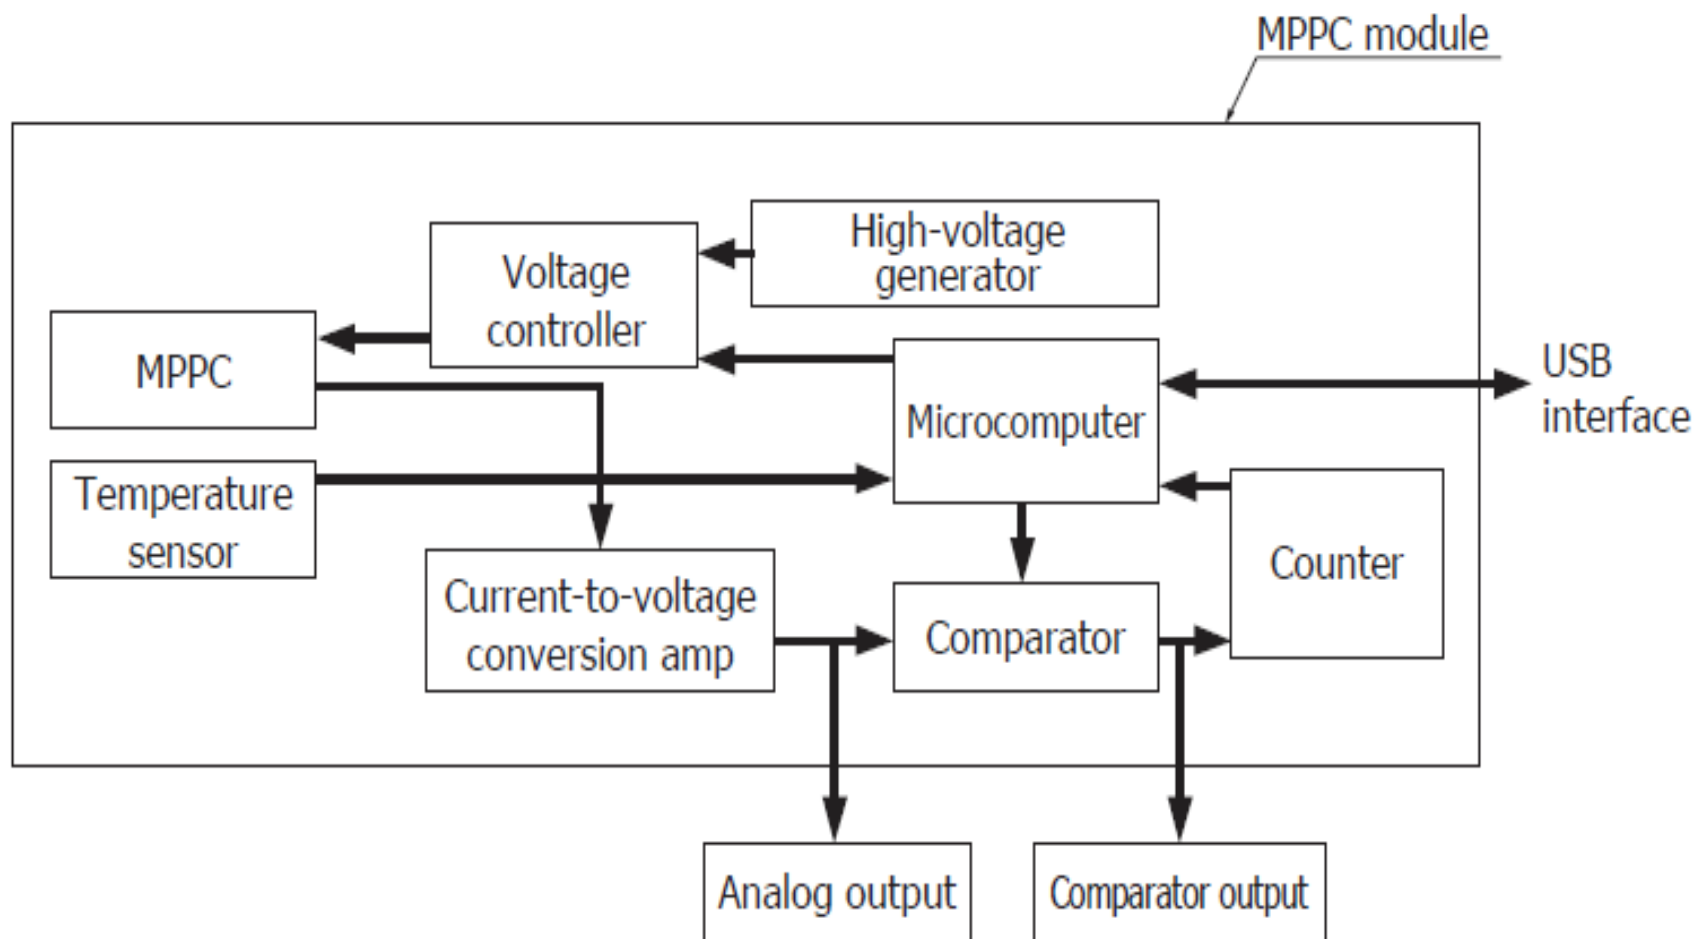 MPPC module
High-voltage
generator
Voltage
controller
MPPC
USB
interface
Microcomputer
Temperature
sensor
Counter
Current-to-voltage
conversion amp
Comparator
Analog output
Comparator output